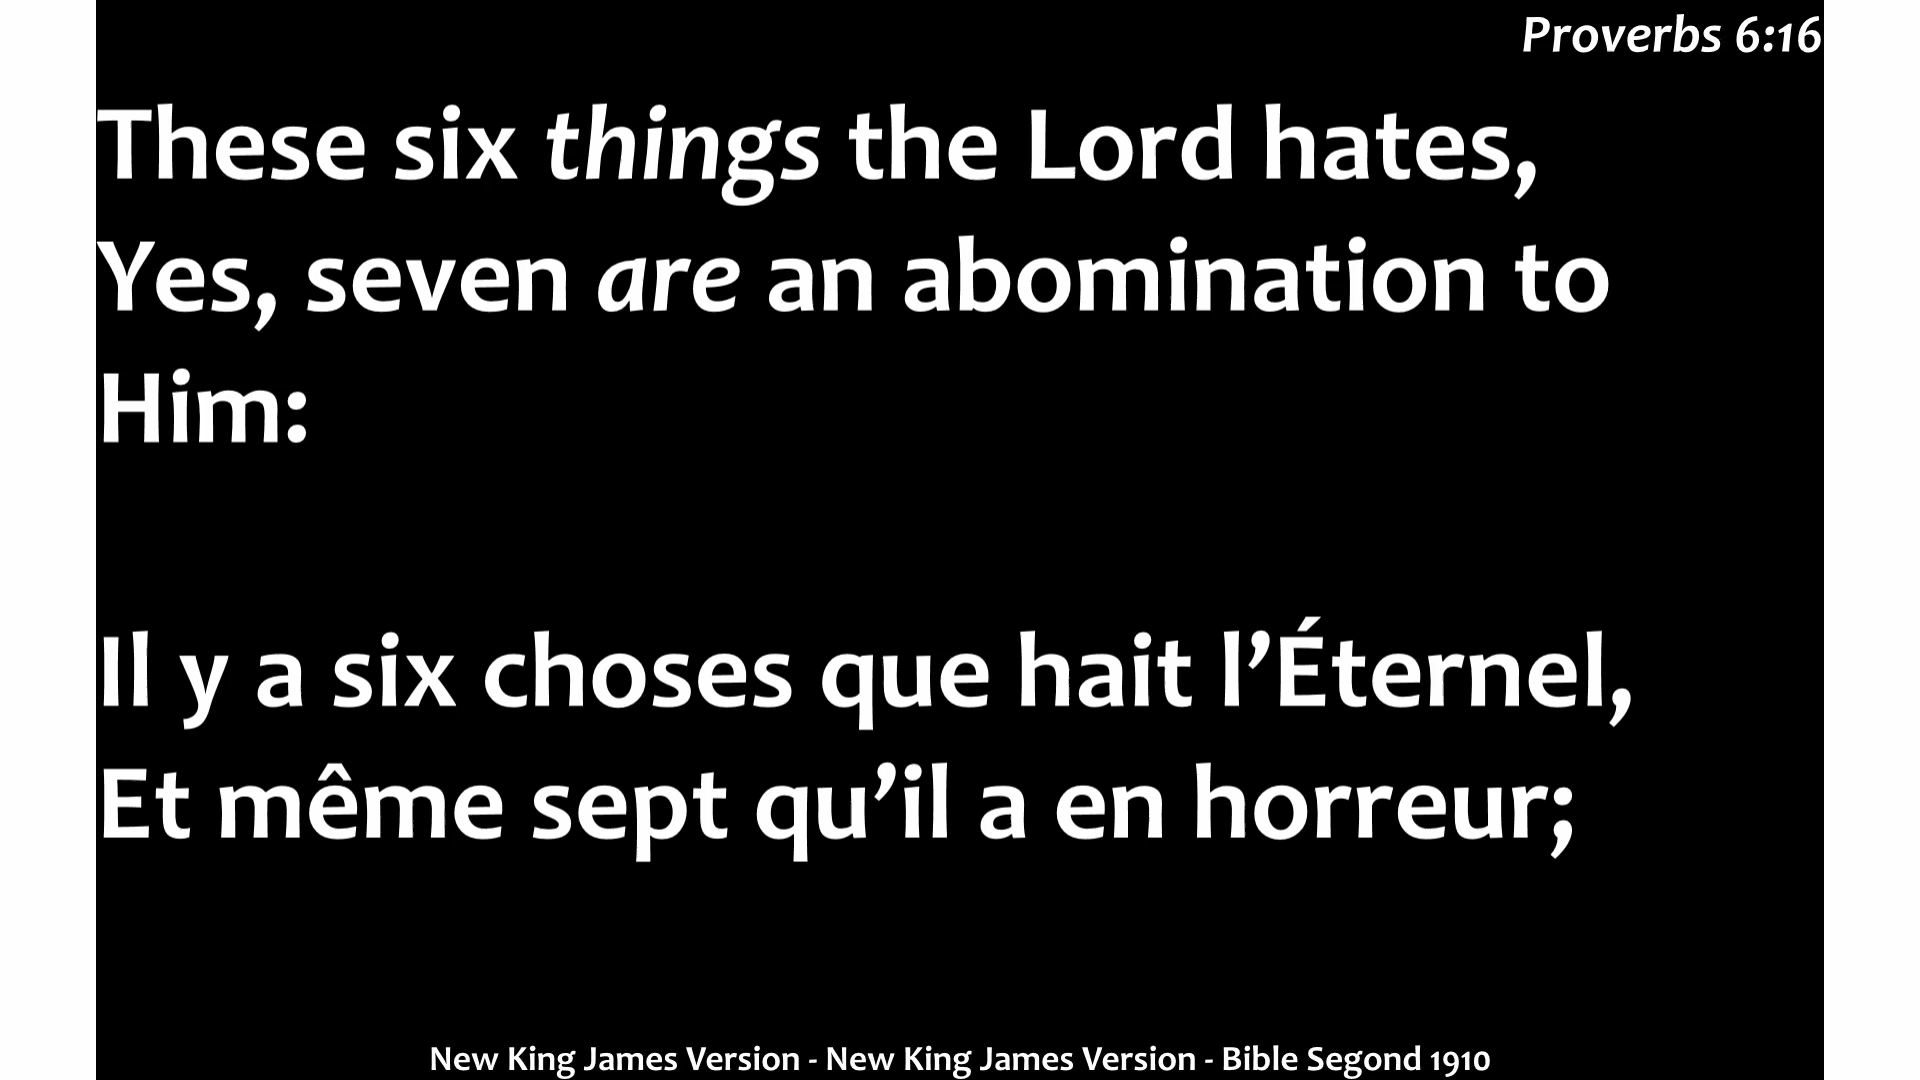 Proverbs 6:16
These six things the Lord hates,
Yes, seven are an abomination to
Him:
Il y a six choses que hait l’Éternel,
Et même sept qu’il a en horreur;
New King James Version - New King James Version - Bible Segond 1910